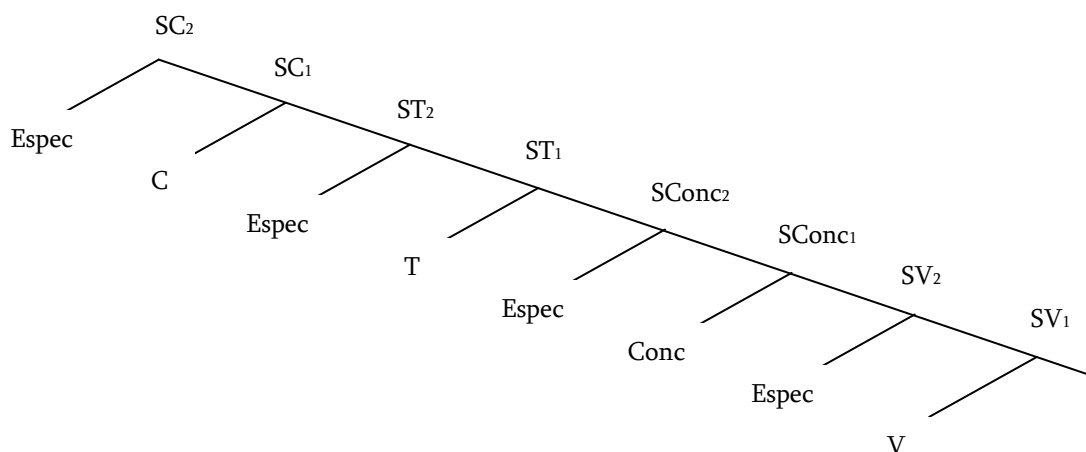 SC₂
SC₁
Espec
ST₂
C
ST₁
Espec
SConc₂
T
SConc₁
Espec
SV₂
Conc
SV₁
Espec
V